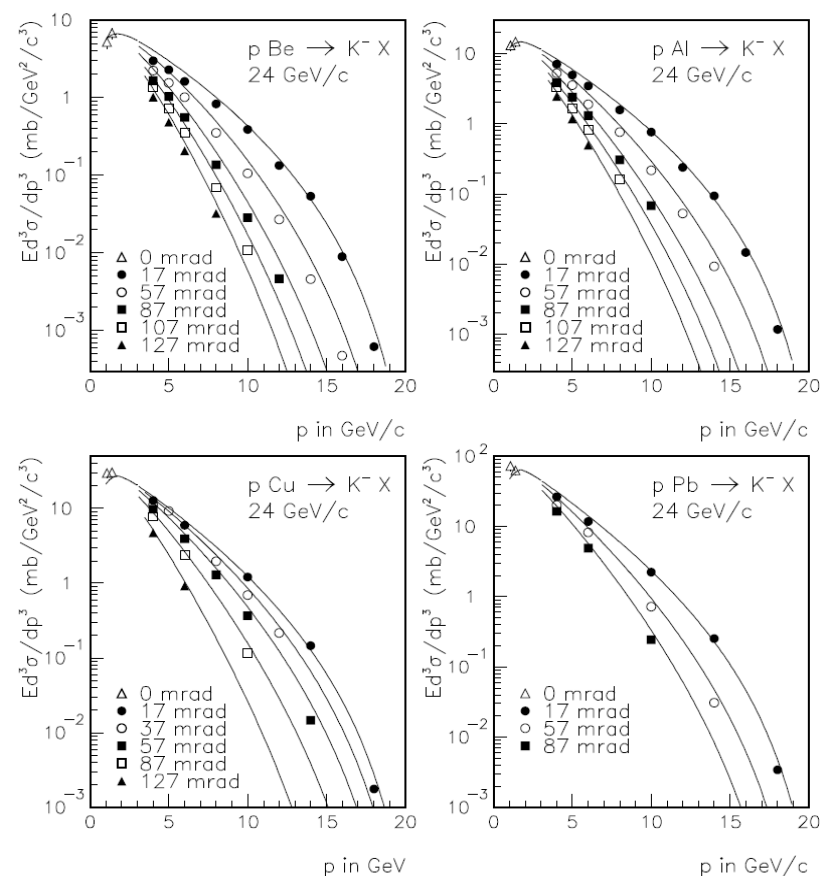 p Be → K⁻ X
24 GeV/c
Ed³σ/dp³ (mb/GeV²/c³)
10
1
10⁻¹
10⁻²
10⁻³
△ 0 mrad
● 17 mrad
○ 57 mrad
■ 87 mrad
□ 107 mrad
▲ 127 mrad
0 5 10 15 20
p in GeV/c
p Al → K⁻ X
24 GeV/c
Ed³σ/dp³ (mb/GeV²/c³)
10
1
10⁻¹
10⁻²
10⁻³
△ 0 mrad
● 17 mrad
○ 57 mrad
■ 87 mrad
□ 107 mrad
▲ 127 mrad
0 5 10 15 20
p in GeV/c
p Cu → K⁻ X
24 GeV/c
Ed³σ/dp³ (mb/GeV²/c³)
10
1
10⁻¹
10⁻²
10⁻³
△ 0 mrad
● 17 mrad
○ 37 mrad
■ 57 mrad
□ 87 mrad
▲ 127 mrad
0 5 10 15 20
p in GeV
p Pb → K⁻ X
24 GeV/c
Ed³σ/dp³ (mb/GeV²/c³)
10²
10
1
10⁻¹
10⁻²
10⁻³
△ 0 mrad
● 17 mrad
○ 57 mrad
■ 87 mrad
0 5 10 15 20
p in GeV/c